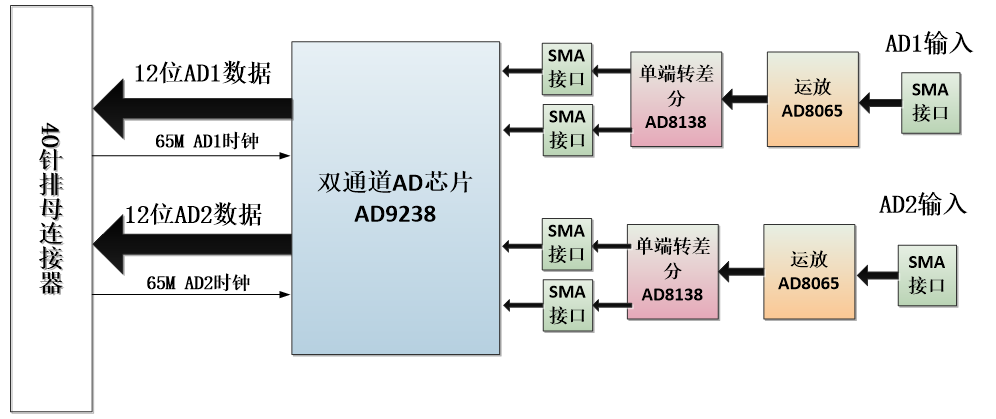 40针排母连接器
12位AD1数据
65M AD1时钟
12位AD2数据
65M AD2时钟
双通道AD芯片
AD9238
SMA
接口
SMA
接口
单端转差
分
AD8138
运放
AD8065
AD1输入
SMA
接口
SMA
接口
SMA
接口
单端转差
分
AD8138
运放
AD8065
AD2输入
SMA
接口